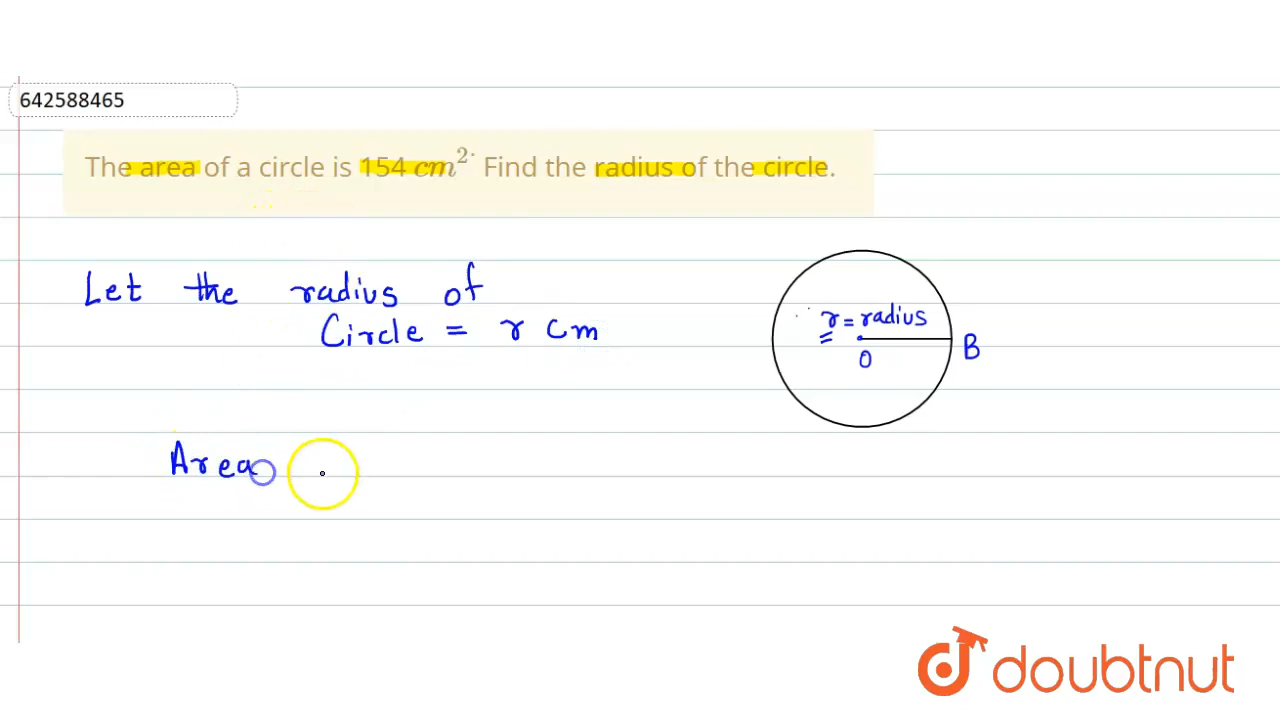 642588465
The area of a circle is 154 cm². Find the radius of the circle.
Let the radius of
Circle = r cm
r = radius
O
B
Area
doubtnut